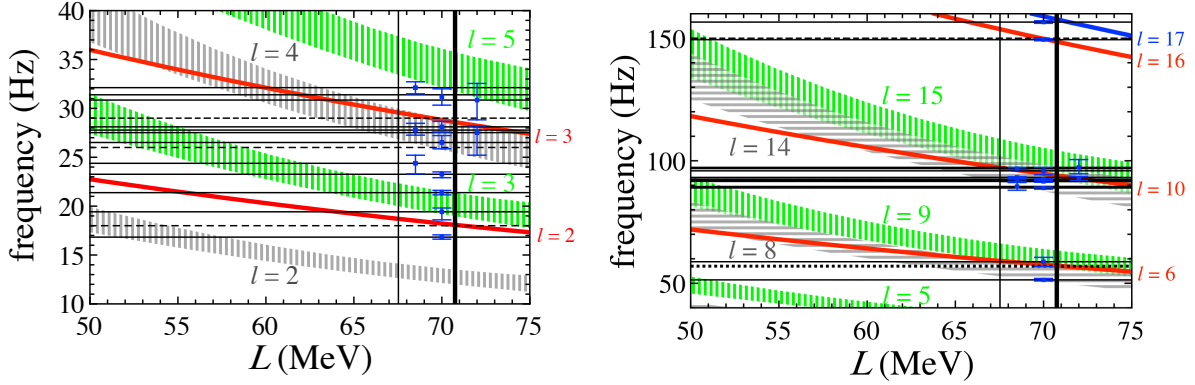 frequency (Hz)
40
35
30
25
20
15
10
50
55
60
65
70
75
L (MeV)
l = 4
l = 5
l = 3
l = 3
l = 2
l = 2
frequency (Hz)
150
100
50
50
55
60
65
70
75
L (MeV)
l = 15
l = 14
l = 9
l = 8
l = 5
l = 17
l = 16
l = 10
l = 6